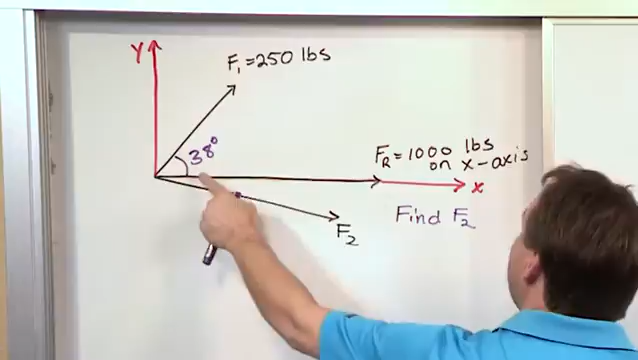 Y
F₁=250 lbs
38°
F_R=1000 lbs
on x-axis
x
Find F₂
F₂